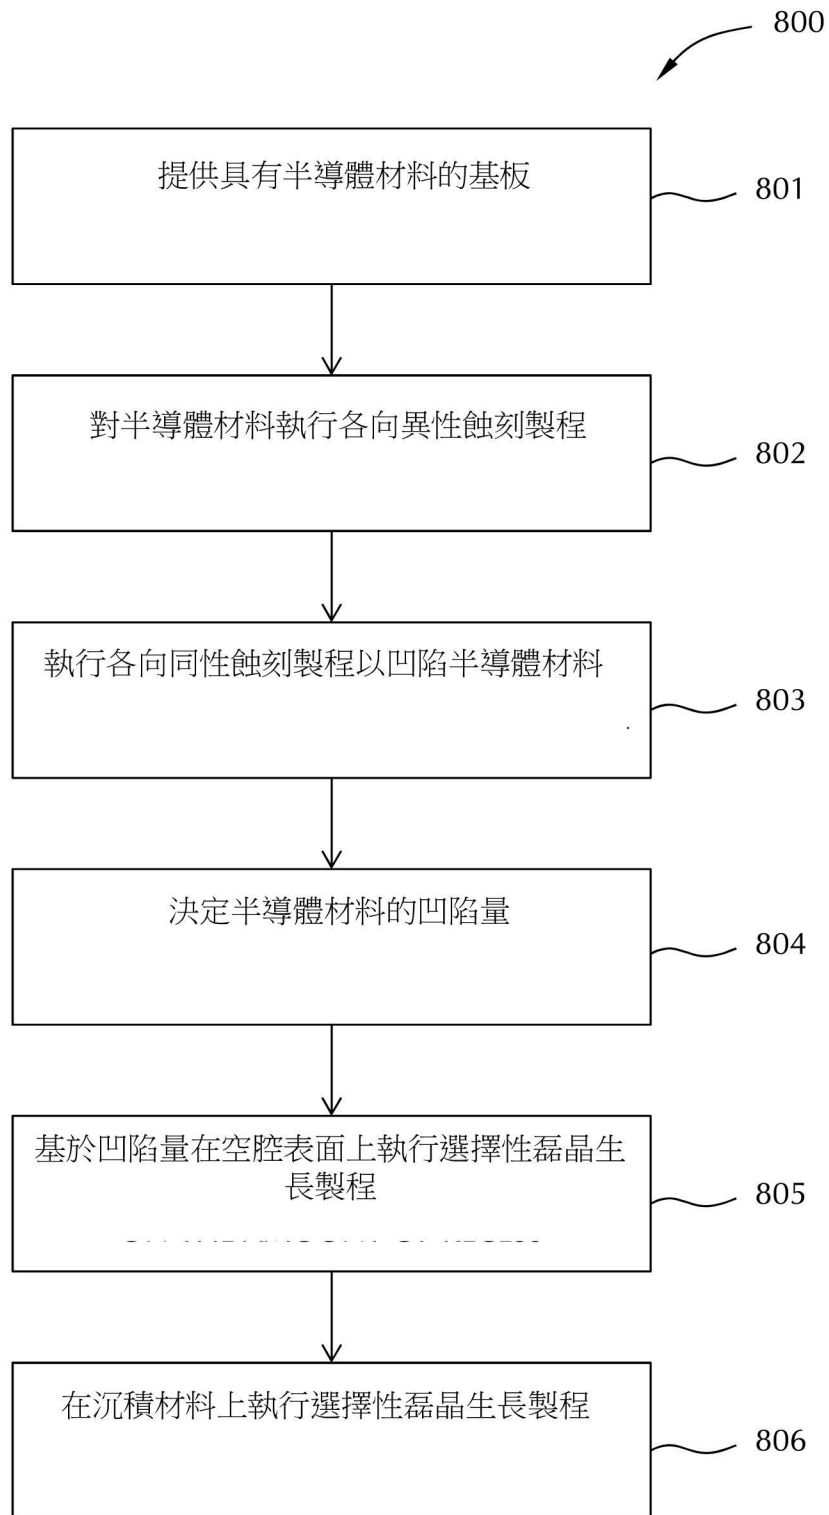 800
提供具有半導體材料的基板
801
對半導體材料執行各向異性蝕刻製程
802
執行各向同性蝕刻製程以凹陷半導體材料
803
決定半導體材料的凹陷量
804
基於凹陷量在空腔表面上執行選擇性磊晶生
長製程
805
在沉積材料上執行選擇性磊晶生長製程
806